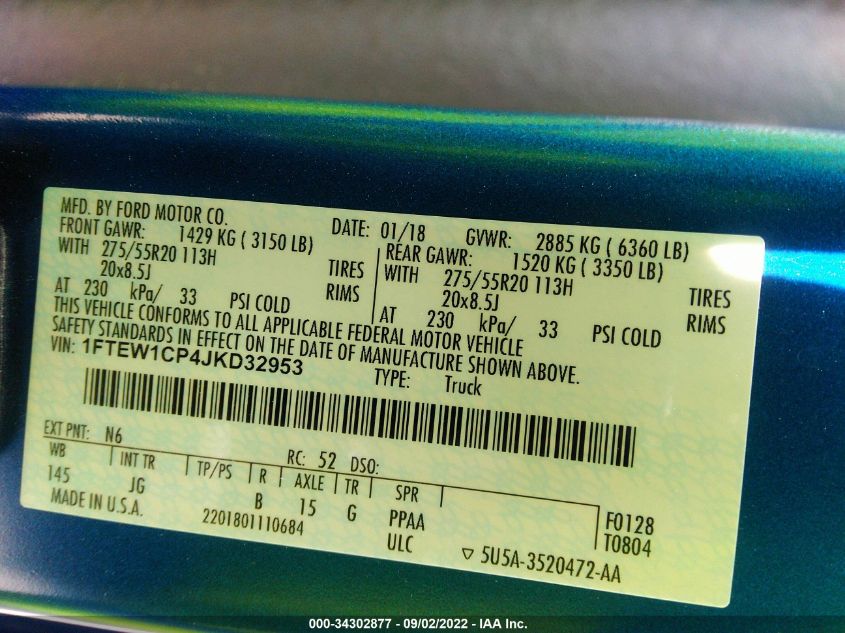 MFD. BY FORD MOTOR CO. DATE: 01/18 GVWR: 2885 KG ( 6360 LB)
FRONT GAWR: 1429 KG ( 3150 LB) REAR GAWR: 1520 KG ( 3350 LB)
WITH 275/55R20 113H TIRES WITH 275/55R20 113H TIRES
20x8.5J RIMS 20x8.5J RIMS
AT 230 kPa/ 33 PSI COLD AT 230 kPa/ 33 PSI COLD
THIS VEHICLE CONFORMS TO ALL APPLICABLE FEDERAL MOTOR VEHICLE
SAFETY STANDARDS IN EFFECT ON THE DATE OF MANUFACTURE SHOWN ABOVE.
VIN: 1FTEW1CP4JKD32953 TYPE: Truck
EXT PNT: N6 RC: 52 DSO:
WB INT TR TP/PS R AXLE TR SPR
145 JG B 15 G PPAA F0128
MADE IN U.S.A. 2201801110684 ULC T0804
▽ 5U5A-3520472-AA
000-34302877 - 09/02/2022 - IAA Inc.